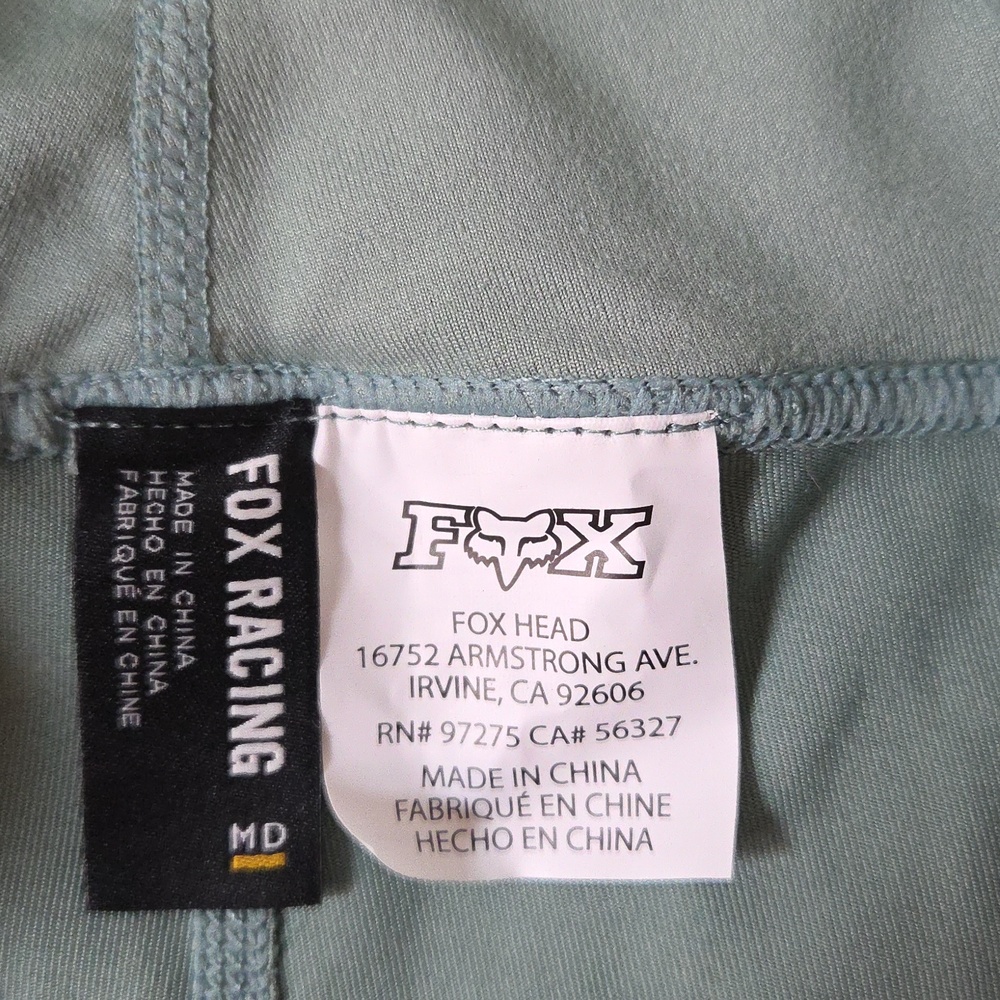 FOX RACING
MADE IN CHINA
HECHO EN CHINA
FABRIQUÉ EN CHINE
MD
FOX
FOX HEAD
16752 ARMSTRONG AVE.
IRVINE, CA 92606
RN# 97275 CA# 56327
MADE IN CHINA
FABRIQUÉ EN CHINE
HECHO EN CHINA